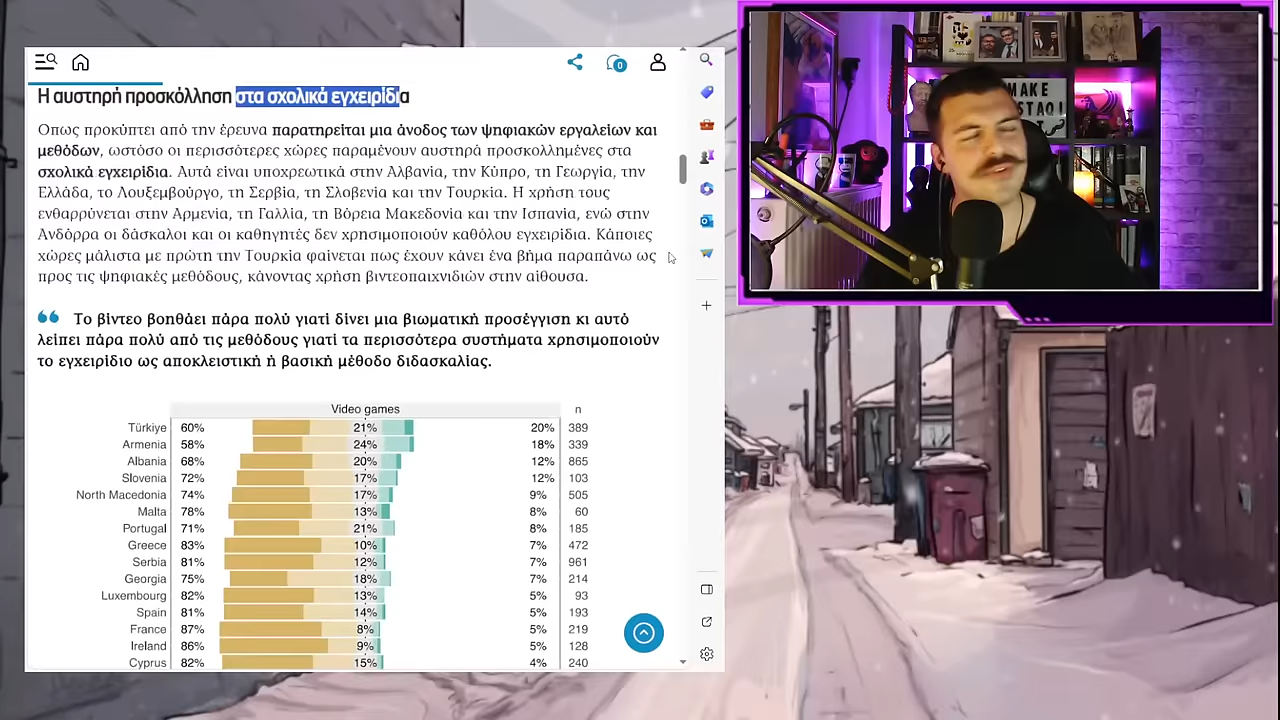 0
Η αυστηρή προσκόλληση στα σχολικά εγχειρίδια
Οπως προκύπτει από την έρευνα παρατηρείται μια άνοδος των ψηφιακών εργαλείων και
μεθόδων, ωστόσο οι περισσότερες χώρες παραμένουν αυστηρά προσκολλημένες στα
σχολικά εγχειρίδια. Αυτά είναι υποχρεωτικά στην Αλβανία, την Κύπρο, τη Γεωργία, την
Ελλάδα, το Λουξεμβούργο, τη Σερβία, τη Σλοβενία και την Τουρκία. Η χρήση τους
ενθαρρύνεται στην Αρμενία, τη Γαλλία, τη Βόρεια Μακεδονία και την Ισπανία, ενώ στην
Ανδόρρα οι δάσκαλοι και οι καθηγητές δεν χρησιμοποιούν καθόλου εγχειρίδια. Κάποιες
χώρες μάλιστα με πρώτη την Τουρκία φαίνεται πως έχουν κάνει ένα βήμα παραπάνω ως
προς τις ψηφιακές μεθόδους, κάνοντας χρήση βιντεοπαιχνιδιών στην αίθουσα.
Το βίντεο βοηθάει πάρα πολύ γιατί δίνει μια βιωματική προσέγγιση κι αυτό
λείπει πάρα πολύ από τις μεθόδους γιατί τα περισσότερα συστήματα χρησιμοποιούν
το εγχειρίδιο ως αποκλειστική ή βασική μέθοδο διδασκαλίας.
Video games n
Türkiye 60% 21% 20% 389
Armenia 58% 24% 18% 339
Albania 68% 20% 12% 865
Slovenia 72% 17% 12% 103
North Macedonia 74% 17% 9% 505
Malta 78% 13% 8% 60
Portugal 71% 21% 8% 185
Greece 83% 10% 7% 472
Serbia 81% 12% 7% 961
Georgia 75% 18% 7% 214
Luxembourg 82% 13% 5% 93
Spain 81% 14% 5% 193
France 87% 8% 5% 219
Ireland 86% 9% 5% 128
Cyprus 82% 15% 4% 240
MAKE